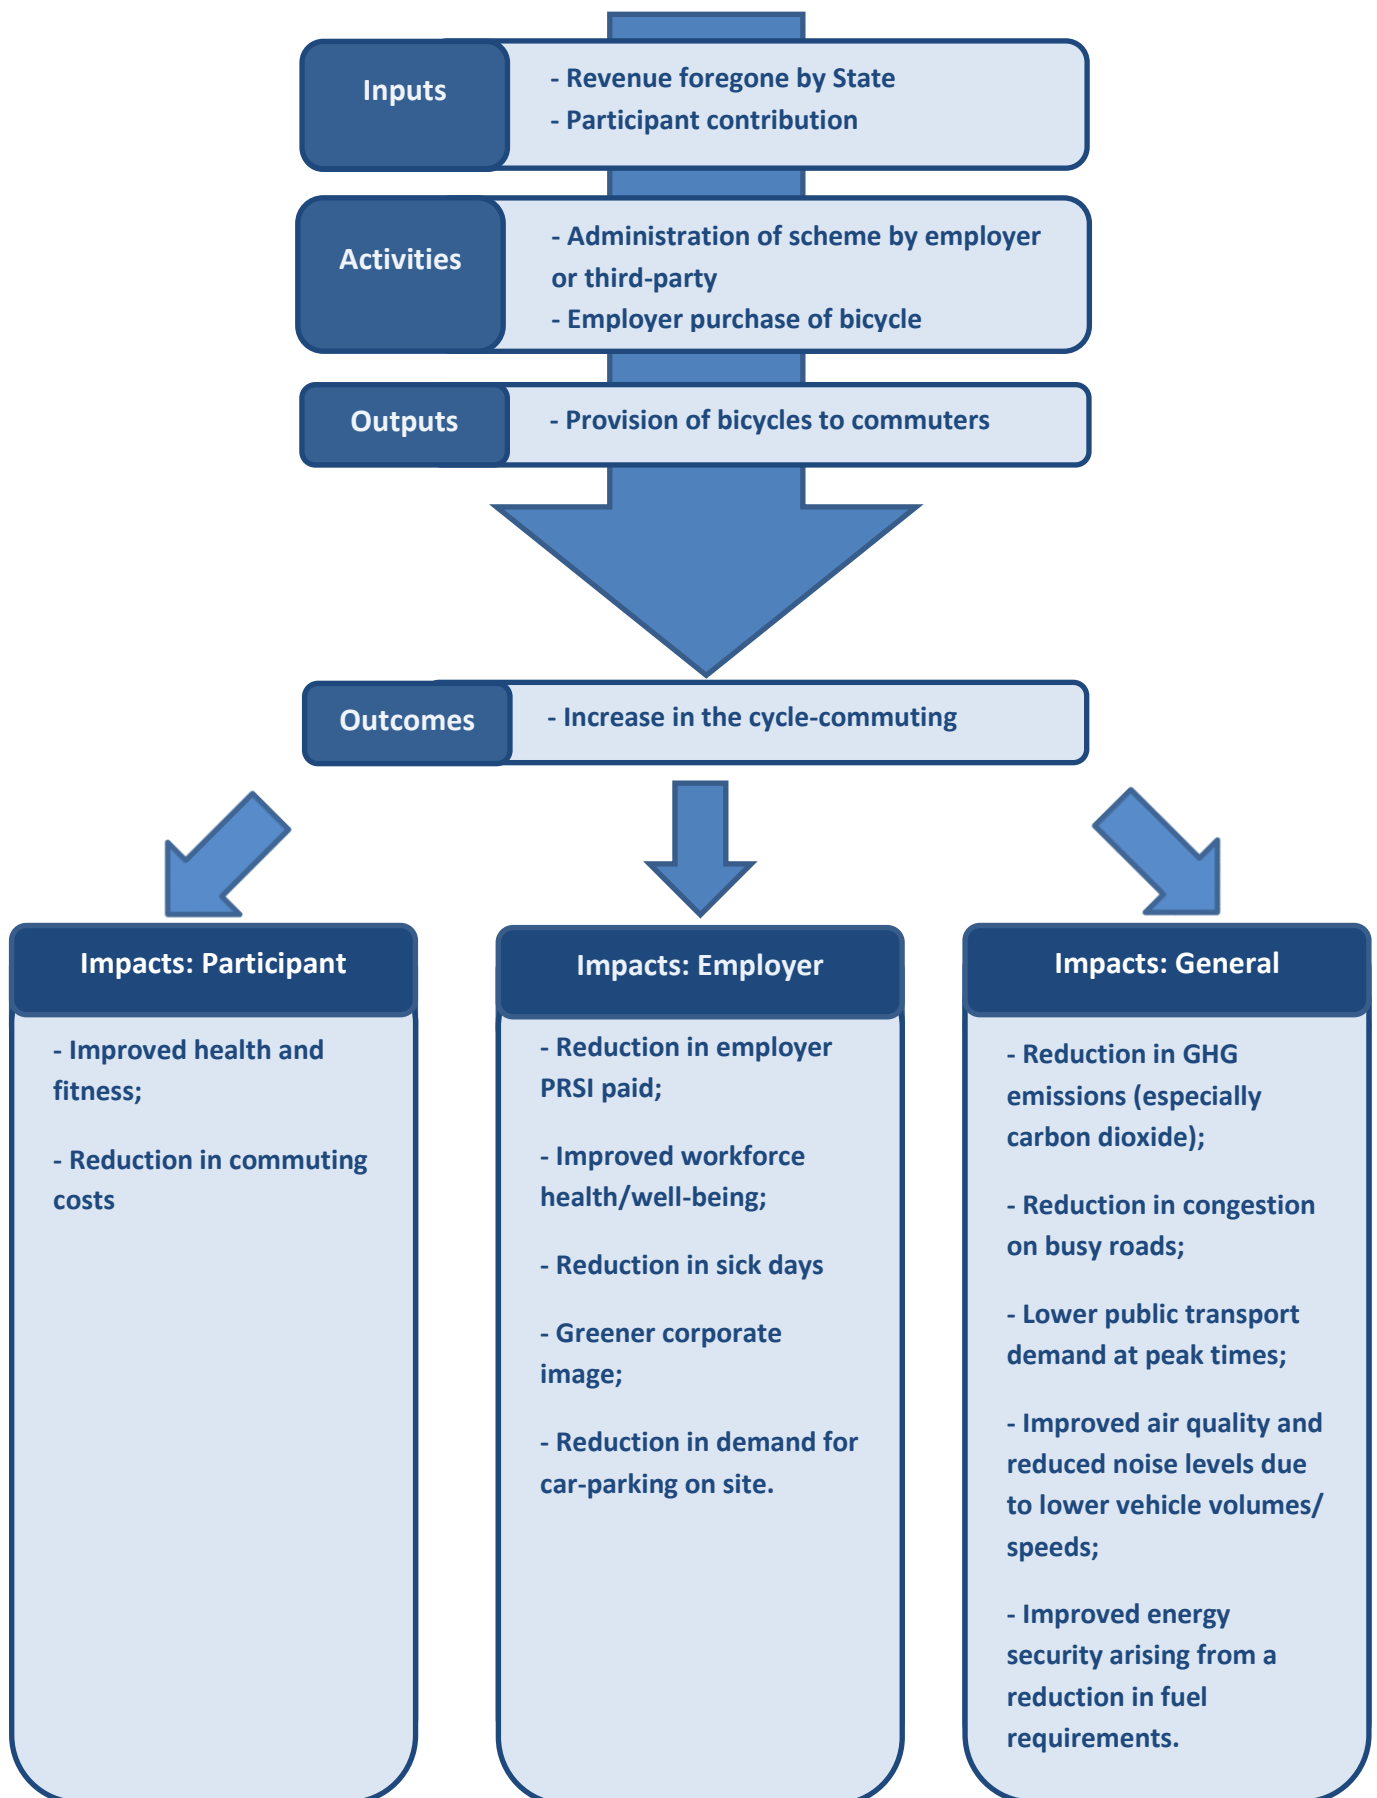 Inputs
- Revenue foregone by State
- Participant contribution
Activities
- Administration of scheme by employer
or third-party
- Employer purchase of bicycle
Outputs
- Provision of bicycles to commuters
Outcomes
- Increase in the cycle-commuting
Impacts: Participant
- Improved health and
fitness;
- Reduction in commuting
costs
Impacts: Employer
- Reduction in employer
PRSI paid;
- Improved workforce
health/well-being;
- Reduction in sick days
- Greener corporate
image;
- Reduction in demand for
car-parking on site.
Impacts: General
- Reduction in GHG
emissions (especially
carbon dioxide);
- Reduction in congestion
on busy roads;
- Lower public transport
demand at peak times;
- Improved air quality and
reduced noise levels due
to lower vehicle volumes/
speeds;
- Improved energy
security arising from a
reduction in fuel
requirements.